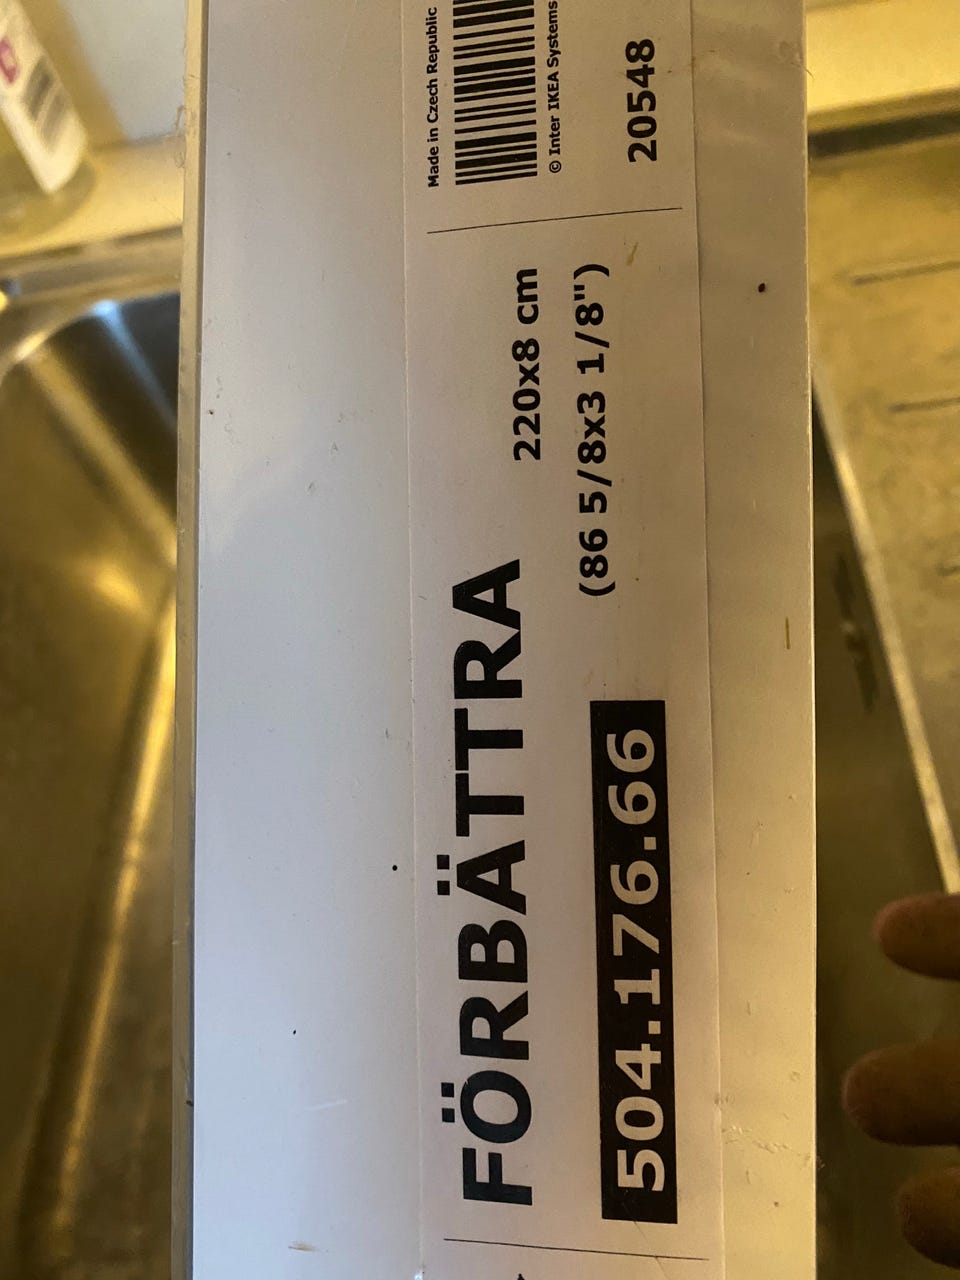 FÖRBÄTTRA
504.176.66
220x8 cm
(86 5/8x3 1/8")
Made in Czech Republic
© Inter IKEA Systems
20548